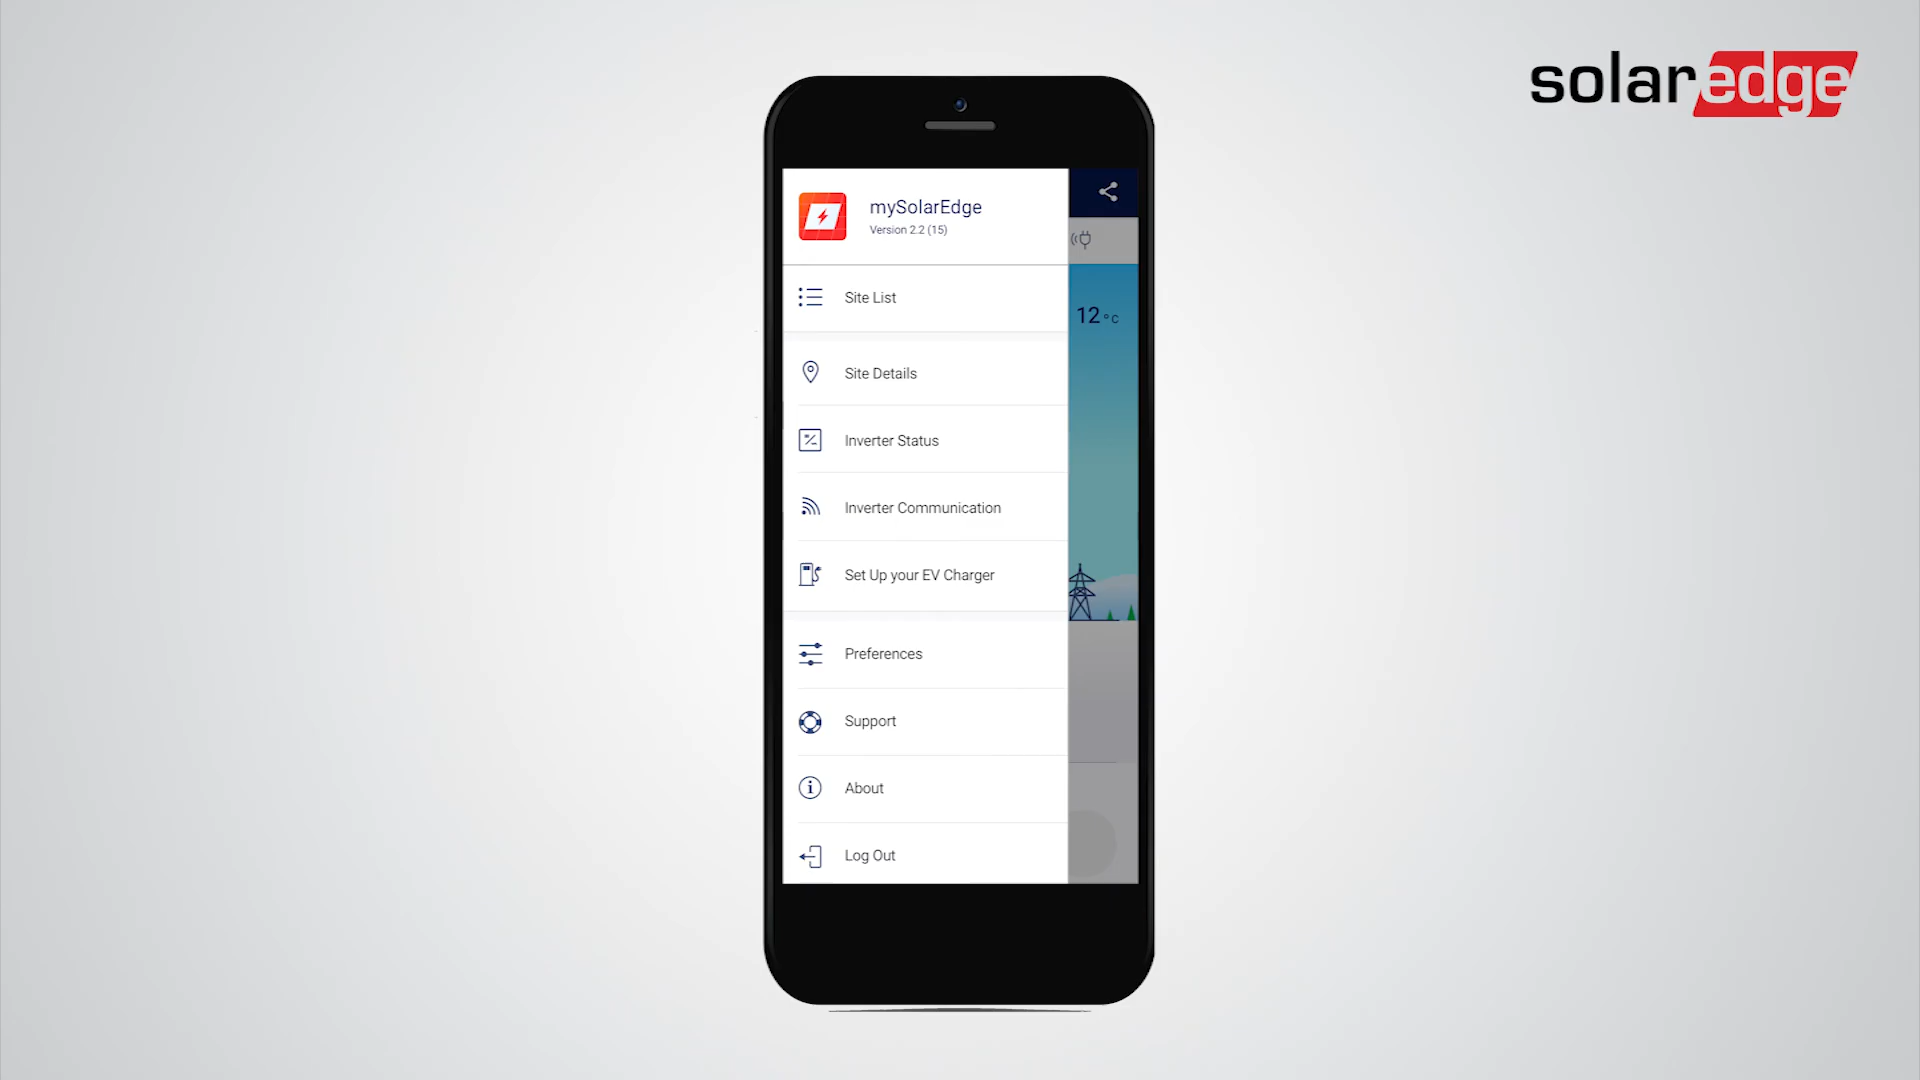 solaredge
mySolarEdge
Version 2.2 (15)
Site List
12 °C
Site Details
Inverter Status
Inverter Communication
Set Up your EV Charger
Preferences
Support
About
Log Out